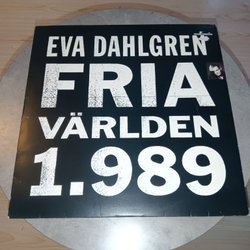 EVA DAHLGREN
FRIA
VÄRLDEN
1.989